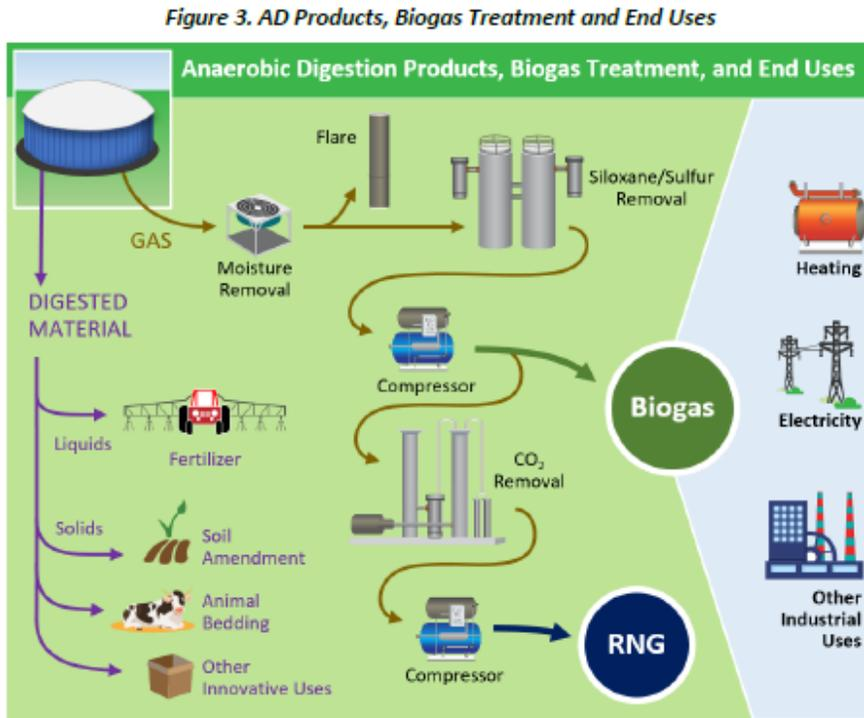 Figure 3. AD Products, Biogas Treatment and End Uses
Anaerobic Digestion Products, Biogas Treatment, and End Uses
Flare
Siloxane/Sulfur
Removal
GAS
Moisture
Removal
Heating
DIGESTED
MATERIAL
Compressor
Biogas
Electricity
Liquids
Fertilizer
CO₂
Removal
Solids
Soil
Amendment
Animal
Bedding
Other
Industrial
Uses
RNG
Compressor
Other
Innovative Uses